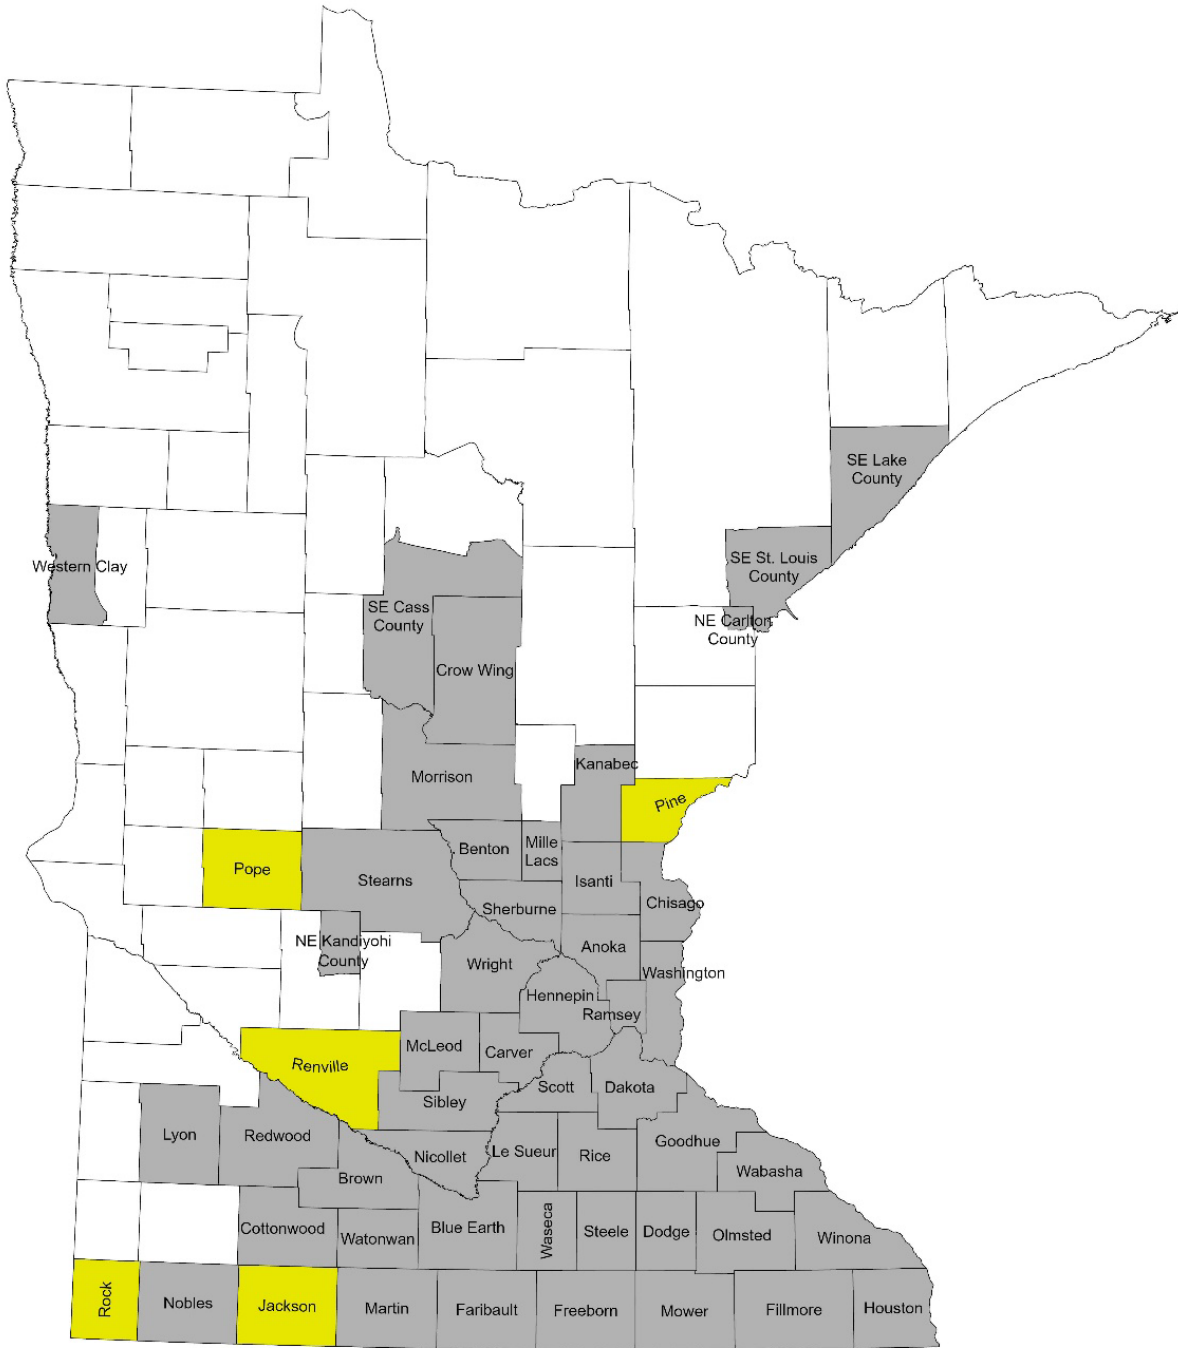 SE Lake
County
Western Clay
SE St. Louis
County
SE Cass
County
NE Carlton
County
Crow Wing
Kanabec
Morrison
Pine
Benton
Mille
Lacs
Pope
Stearns
Isanti
Chisago
Sherburne
NE Kandiyohi
County
Anoka
Wright
Washington
Hennepin
Ramsey
McLeod
Carver
Renville
Scott
Dakota
Sibley
Lyon
Redwood
Goodhue
Nicollet
Le Sueur
Rice
Brown
Wabasha
Cottonwood
Watonwan
Blue Earth
Waseca
Steele
Dodge
Olmsted
Winona
Rock
Nobles
Jackson
Martin
Faribault
Freeborn
Mower
Fillmore
Houston